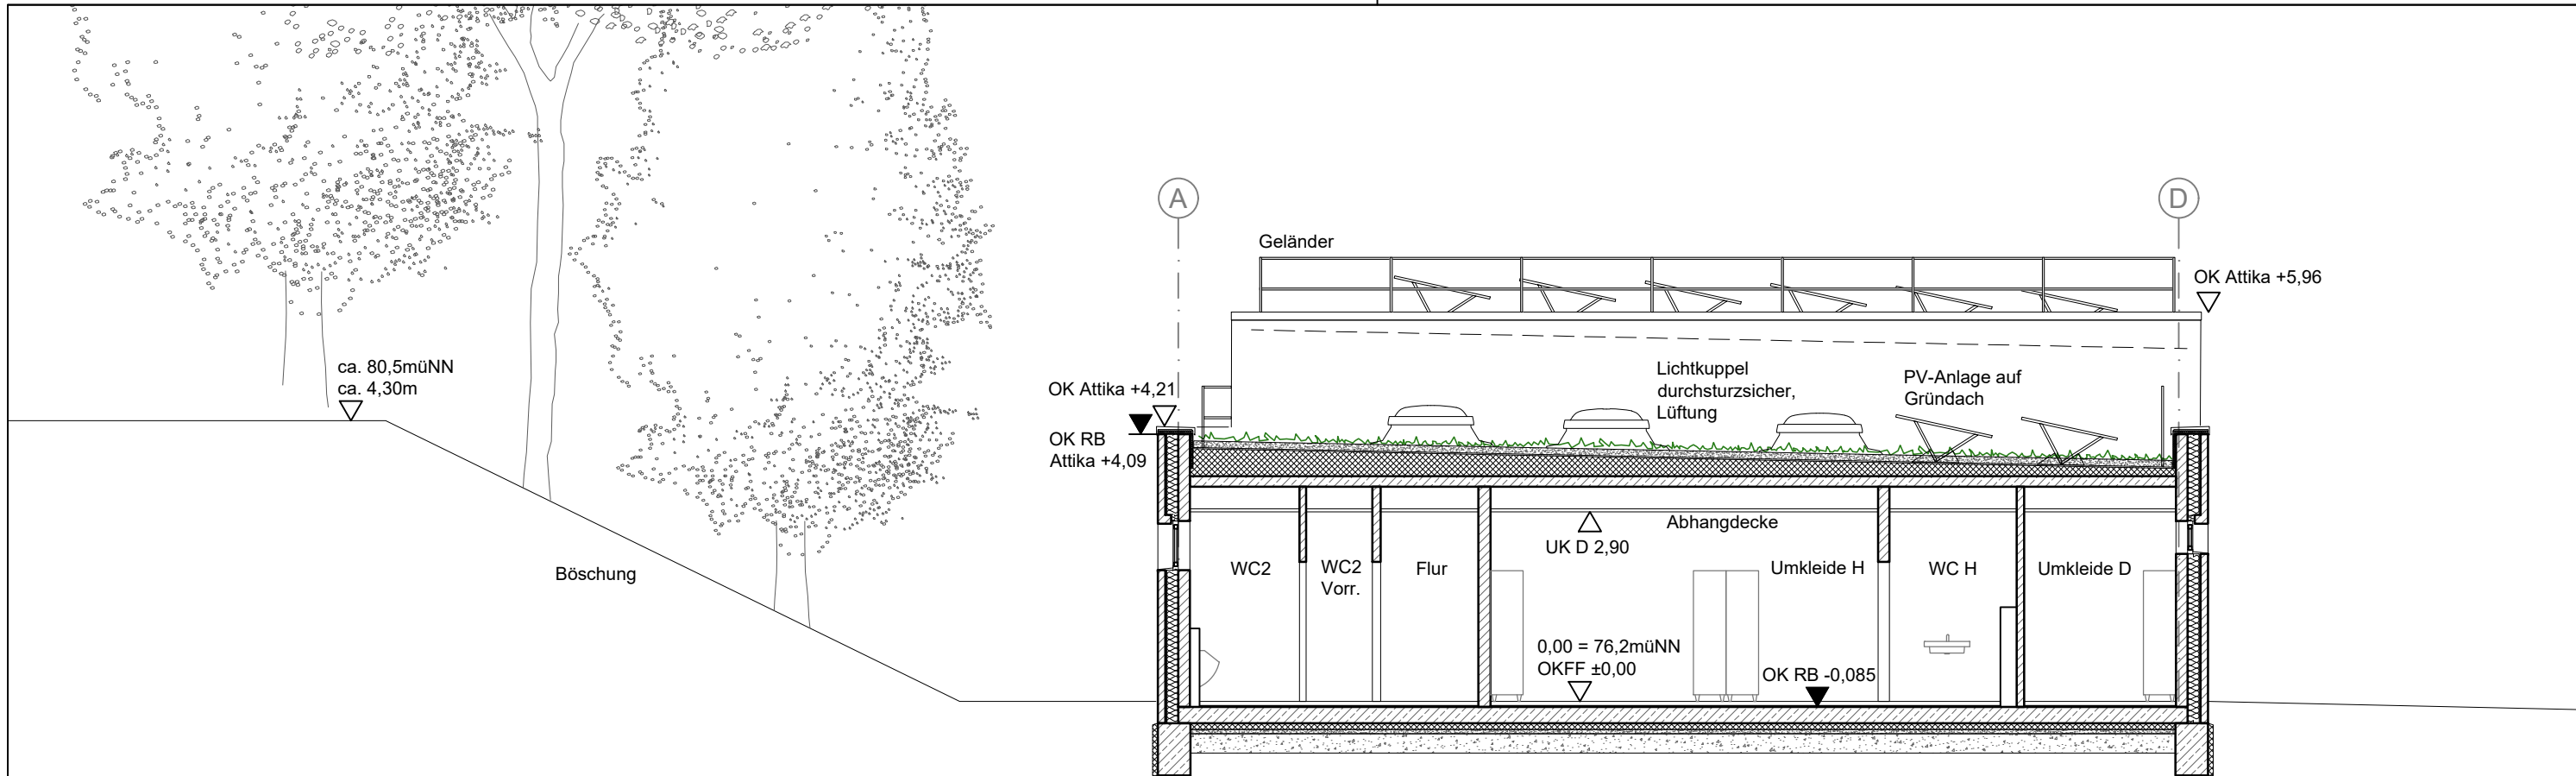 A
D
Geländer
OK Attika +5,96
ca. 80,5müNN
ca. 4,30m
OK Attika +4,21
OK RB
Attika +4,09
Lichtkuppel
durchsturzsicher,
Lüftung
PV-Anlage auf
Gründach
Abhangdecke
UK D 2,90
Böschung
WC2
WC2
Vorr.
Flur
Umkleide H
WC H
Umkleide D
0,00 = 76,2müNN
OKFF ±0,00
OK RB -0,085